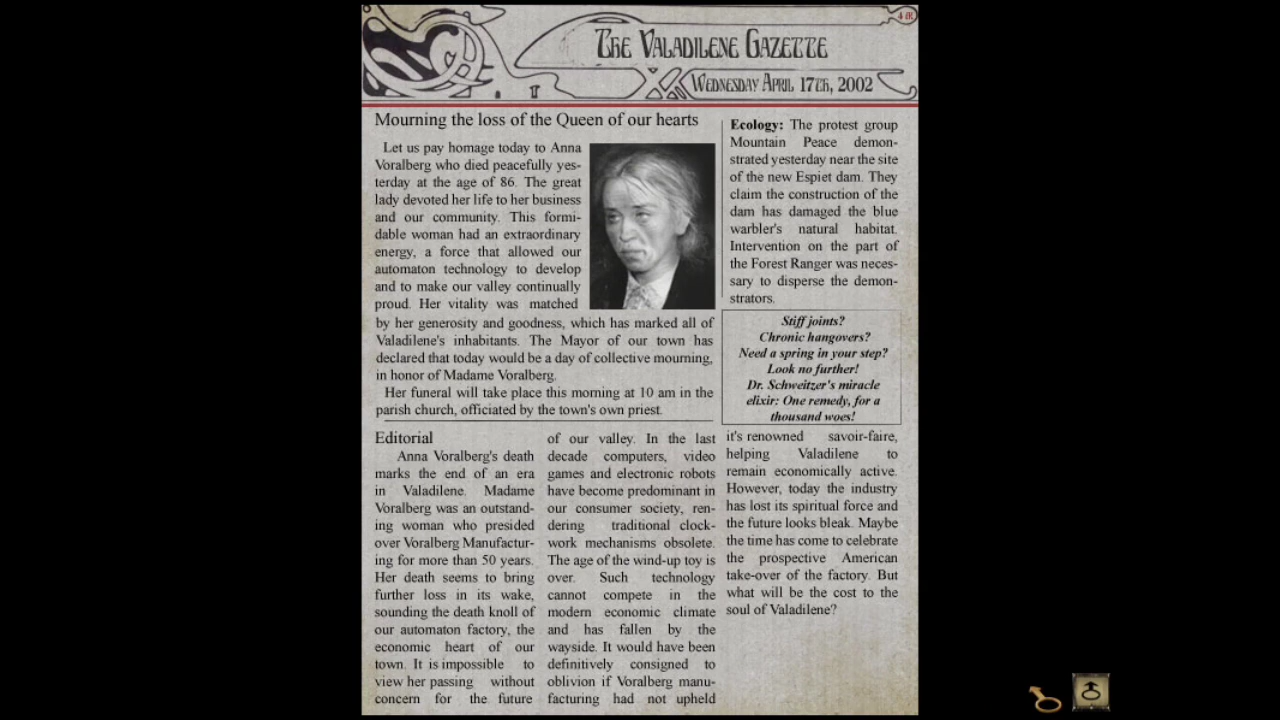 The Valadilene Gazette
Wednesday April 17th, 2002
Mourning the loss of the Queen of our hearts
Let us pay homage today to Anna
Voralberg who died peacefully yes-
terday at the age of 86. The great
lady devoted her life to her business
and our community. This formi-
dable woman had an extraordinary
energy, a force that allowed our
automaton technology to develop
and to make our valley continually
proud. Her vitality was matched
by her generosity and goodness, which has marked all of
Valadilene's inhabitants. The Mayor of our town has
declared that today would be a day of collective mourning,
in honor of Madame Voralberg.
Her funeral will take place this morning at 10 am in the
parish church, officiated by the town's own priest.
Ecology: The protest group
Mountain Peace demon-
strated yesterday near the site
of the new Espiet dam. They
claim the construction of the
dam has damaged the blue
warbler's natural habitat.
Intervention on the part of
the Forest Ranger was neces-
sary to disperse the demon-
strators.
Stiff joints?
Chronic hangovers?
Need a spring in your step?
Look no further!
Dr. Schweitzer's miracle
elixir: One remedy, for a
thousand woes!
Editorial
Anna Voralberg's death
marks the end of an era
in Valadilene. Madame
Voralberg was an outstand-
ing woman who presided
over Voralberg Manufactur-
ing for more than 50 years.
Her death seems to bring
further loss in its wake,
sounding the death knoll of
our automaton factory, the
economic heart of our
town. It is impossible to
view her passing without
concern for the future
of our valley. In the last
decade computers, video
games and electronic robots
have become predominant in
our consumer society, ren-
dering traditional clock-
work mechanisms obsolete.
The age of the wind-up toy is
over. Such technology
cannot compete in the
modern economic climate
and has fallen by the
wayside. It would have been
definitively consigned to
oblivion if Voralberg manu-
facturing had not upheld
it's renowned savoir-faire,
helping Valadilene to
remain economically active.
However, today the industry
has lost its spiritual force and
the future looks bleak. Maybe
the time has come to celebrate
the prospective American
take-over of the factory. But
what will be the cost to the
soul of Valadilene?